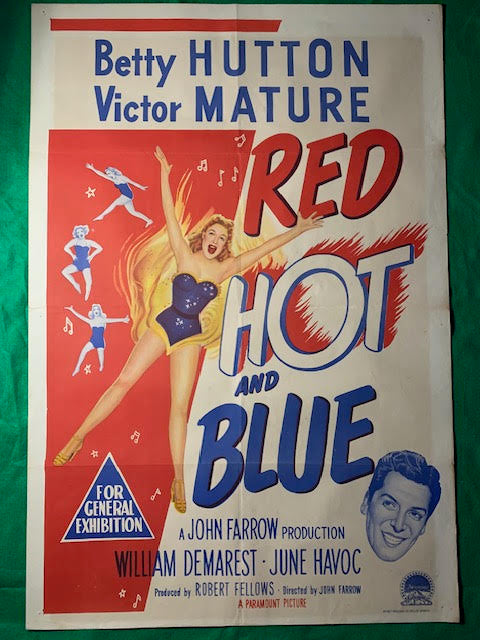 Betty HUTTON
Victor MATURE
RED
HOT
AND
BLUE
FOR
GENERAL
EXHIBITION
A JOHN FARROW PRODUCTION
WILLIAM DEMAREST · JUNE HAVOC
Produced by ROBERT FELLOWS · Directed by JOHN FARROW
A PARAMOUNT PICTURE